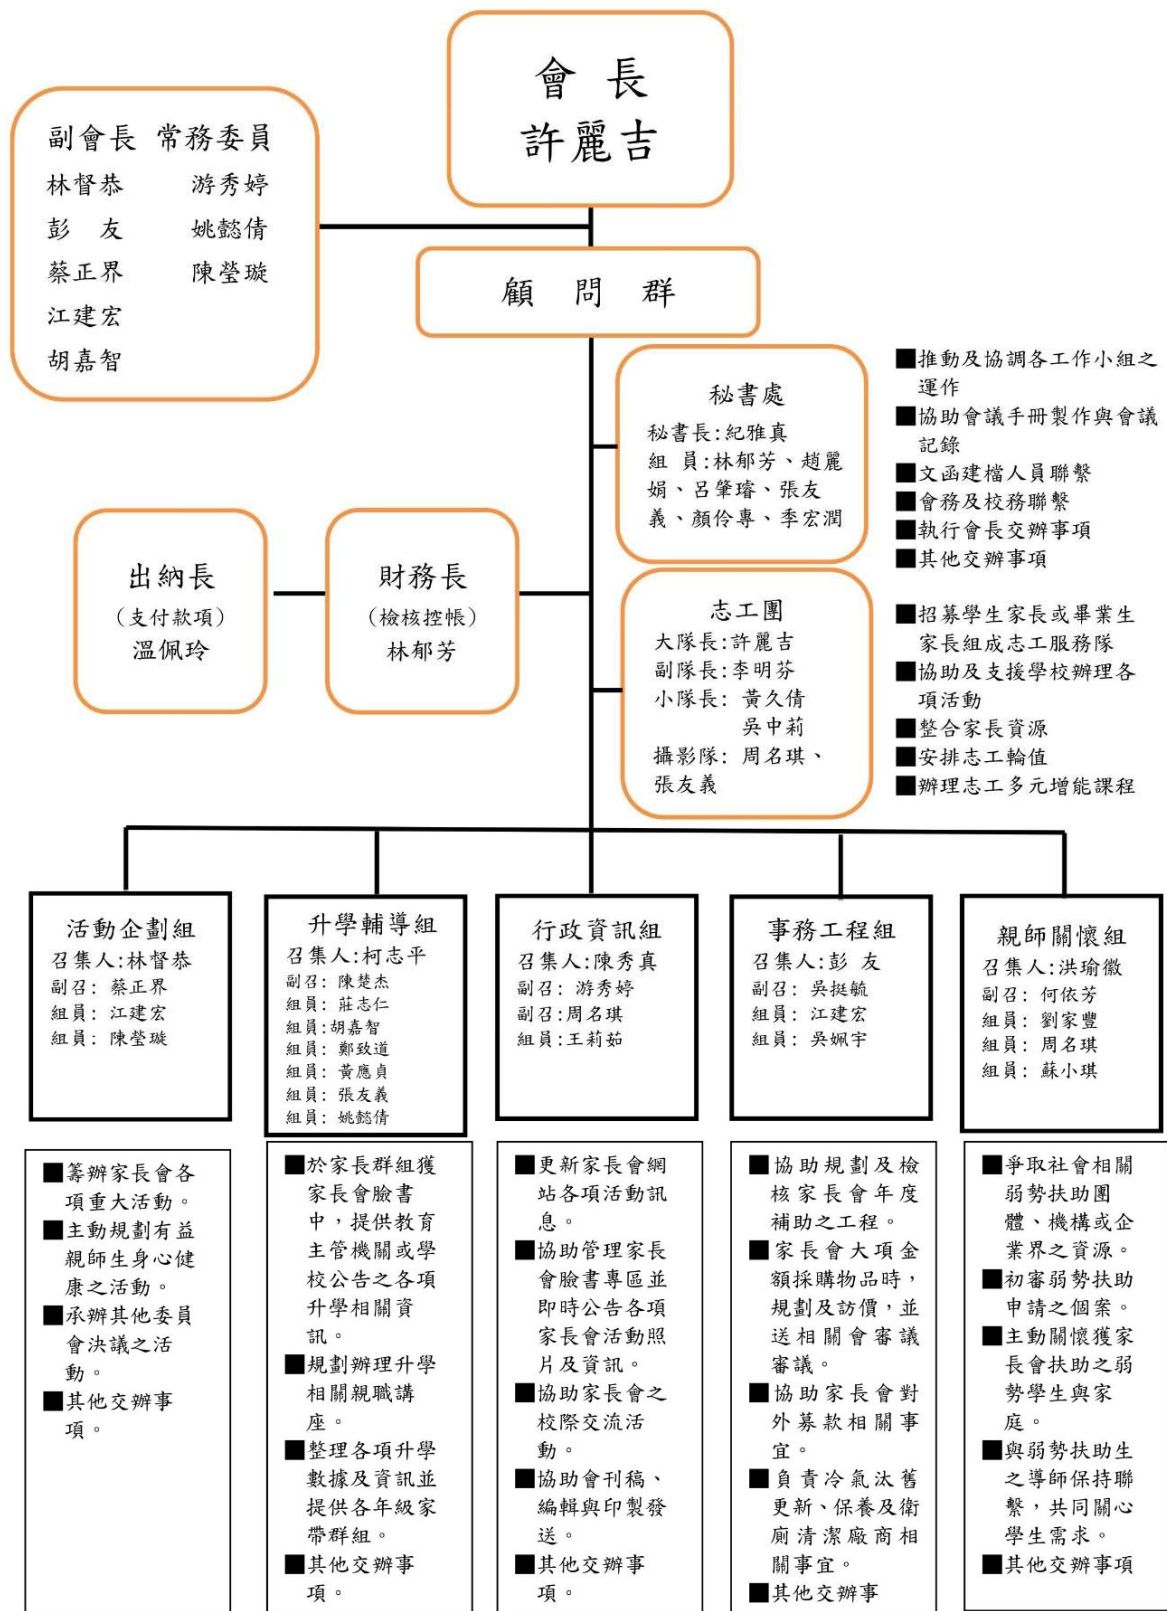 會 長
許麗吉
副會長 常務委員
林督恭 游秀婷
彭 友 姚懿倩
蔡正界 陳瑩璇
江建宏
胡嘉智
顧 問 群
秘書處
秘書長:紀雅真
組 員:林郁芳、趙麗
娟、呂肇璿、張友
義、顏伶專、季宏潤
■推動及協調各工作小組之
運作
■協助會議手冊製作與會議
記錄
■文函建檔人員聯繫
■會務及校務聯繫
■執行會長交辦事項
■其他交辦事項
出納長
(支付款項)
溫佩玲
財務長
(檢核控帳)
林郁芳
志工團
大隊長:許麗吉
副隊長:李明芬
小隊長: 黃久倩
吳中莉
攝影隊: 周名琪、
張友義
■招募學生家長或畢業生
家長組成志工服務隊
■協助及支援學校辦理各
項活動
■整合家長資源
■安排志工輪值
■辦理志工多元增能課程
活動企劃組
召集人:林督恭
副召: 蔡正界
組員: 江建宏
組員: 陳瑩璇
升學輔導組
召集人:柯志平
副召: 陳楚杰
組員: 莊志仁
組員:胡嘉智
組員: 鄭致道
組員: 黃應貞
組員: 張友義
組員: 姚懿倩
行政資訊組
召集人:陳秀真
副召: 游秀婷
副召:周名琪
組員:王莉茹
事務工程組
召集人:彭 友
副召: 吳挺毓
組員: 江建宏
組員: 吳姵宇
親師關懷組
召集人:洪瑜徽
副召: 何依芳
組員: 劉家豐
組員: 周名琪
組員: 蘇小琪
■籌辦家長會各
項重大活動。
■主動規劃有益
親師生身心健
康之活動。
■承辦其他委員
會決議之活
動。
■其他交辦事
項。
■於家長群組獲
家長會臉書
中，提供教育
主管機關或學
校公告之各項
升學相關資
訊。
■規劃辦理升學
相關親職講
座。
■整理各項升學
數據及資訊並
提供各年級家
帶群組。
■其他交辦事
項。
■更新家長會網
站各項活動訊
息。
■協助管理家長
會臉書專區並
即時公告各項
家長會活動照
片及資訊。
■協助家長會之
校際交流活
動。
■協助會刊稿、
編輯與印製發
送。
■其他交辦事
項。
■協助規劃及檢
核家長會年度
補助之工程。
■家長會大項金
額採購物品時，
規劃及訪價，並
送相關會審議
審議。
■協助家長會對
外募款相關事
宜。
■負責冷氣汰舊
更新、保養及衛
廁清潔廠商相
關事宜。
■其他交辦事
■爭取社會相關
弱勢扶助團
體、機構或企
業界之資源。
■初審弱勢扶助
申請之個案。
■主動關懷獲家
長會扶助之弱
勢學生與家
庭。
■與弱勢扶助生
之導師保持聯
繫，共同關心
學生需求。
■其他交辦事項